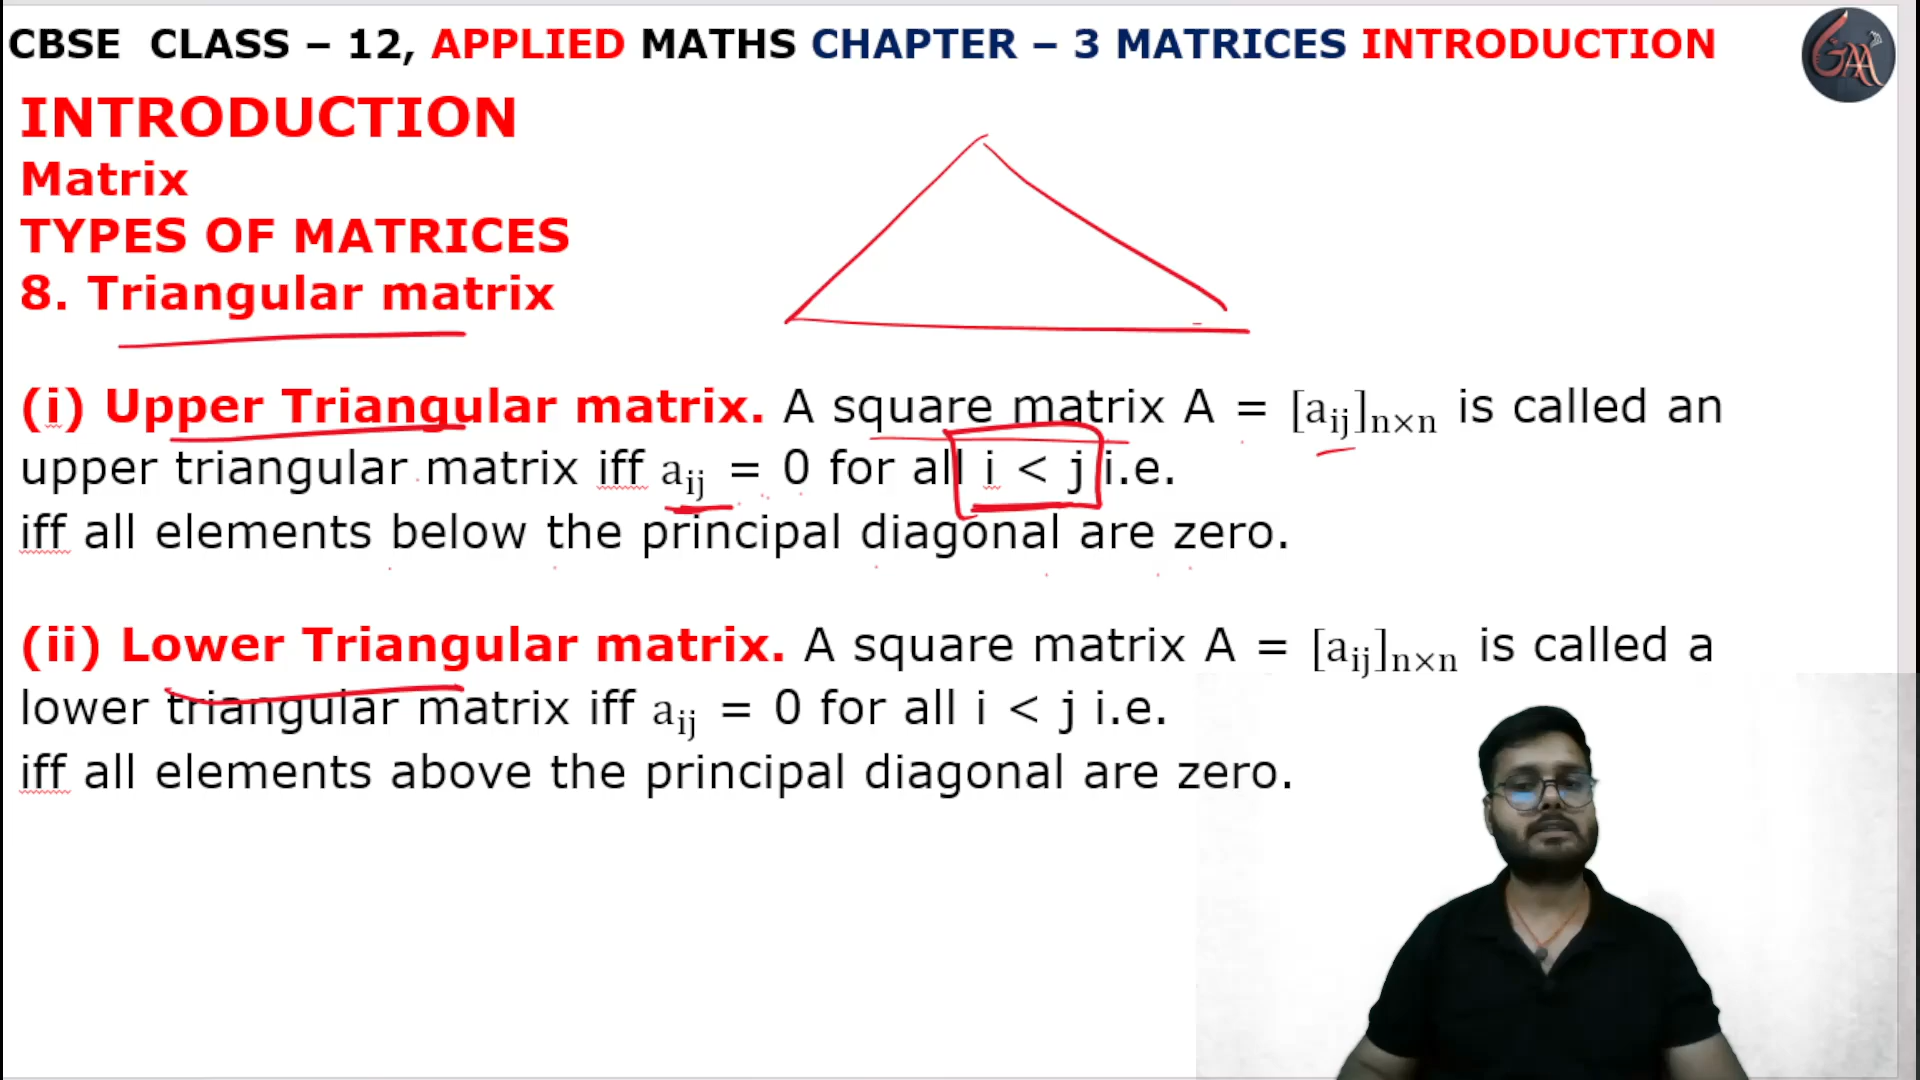 CBSE CLASS – 12, APPLIED MATHS CHAPTER – 3 MATRICES INTRODUCTION
INTRODUCTION
Matrix
TYPES OF MATRICES
8. Triangular matrix
(i) Upper Triangular matrix. A square matrix A = [aᵢⱼ]ₙₓₙ is called an
upper triangular matrix iff aᵢⱼ = 0 for all i < j i.e.
iff all elements below the principal diagonal are zero.
(ii) Lower Triangular matrix. A square matrix A = [aᵢⱼ]ₙₓₙ is called a
lower triangular matrix iff aᵢⱼ = 0 for all i < j i.e.
iff all elements above the principal diagonal are zero.